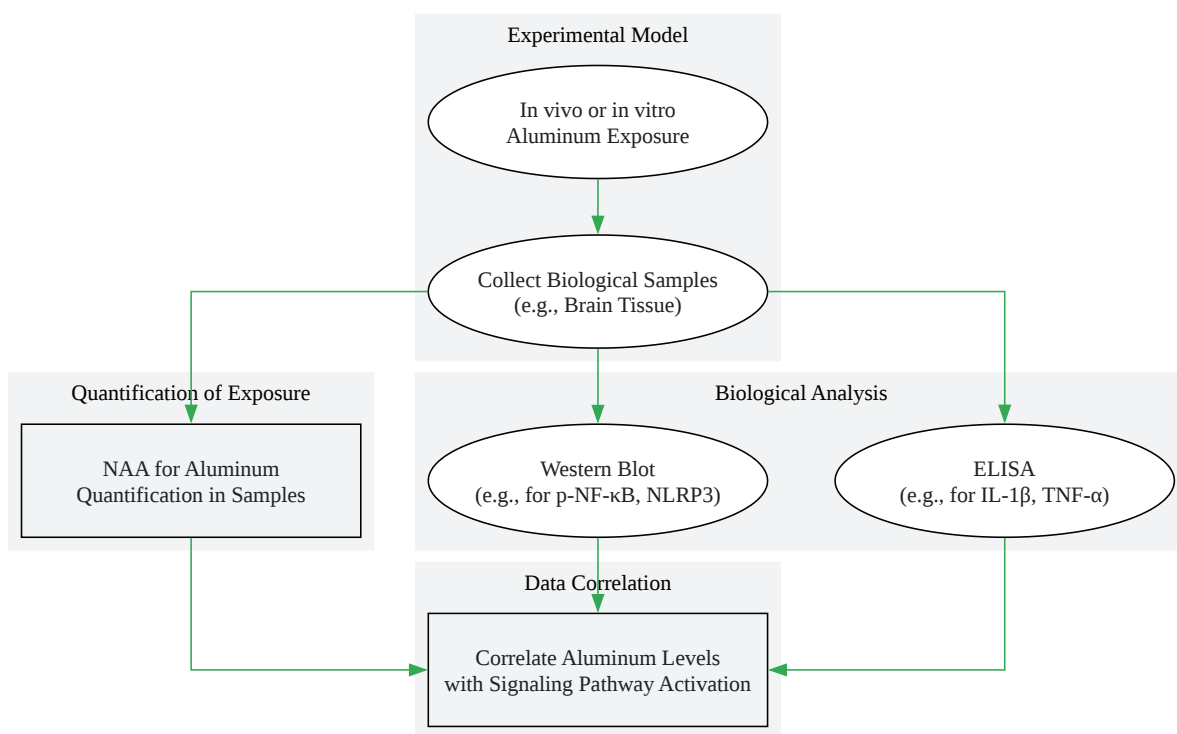 Experimental Model
In vivo or in vitro
Aluminum Exposure
Collect Biological Samples
(e.g., Brain Tissue)
Quantification of Exposure
Biological Analysis
NAA for Aluminum
Quantification in Samples
Western Blot
(e.g., for p-NF-κB, NLRP3)
ELISA
(e.g., for IL-1β, TNF-α)
Data Correlation
Correlate Aluminum Levels
with Signaling Pathway Activation